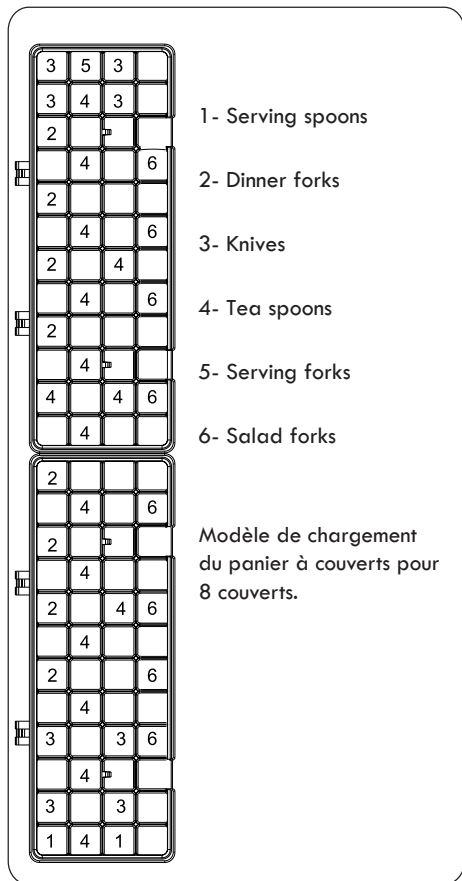 3 5 3
3 4 3
2
4 6
2
4 6
2 4
4 6
2
4
4 4 6
4
2
4 6
2
4
2 4 6
4
2 6
4
3 3 6
4
3 3
1 4 1
1- Serving spoons
2- Dinner forks
3- Knives
4- Tea spoons
5- Serving forks
6- Salad forks
Modèle de chargement
du panier à couverts pour
8 couverts.